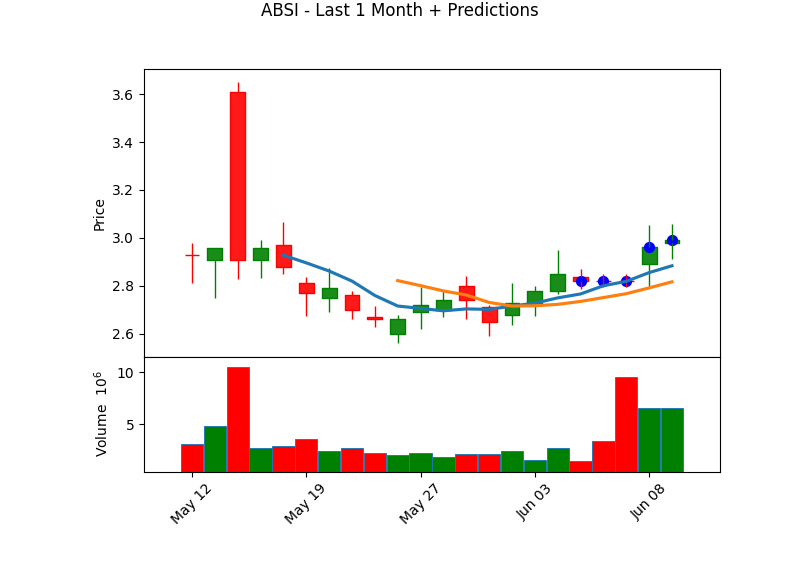 ABSI - Last 1 Month + Predictions
Price
3.6
3.4
3.2
3.0
2.8
2.6
Volume 10^6
10
5
May 12
May 19
May 27
Jun 03
Jun 08